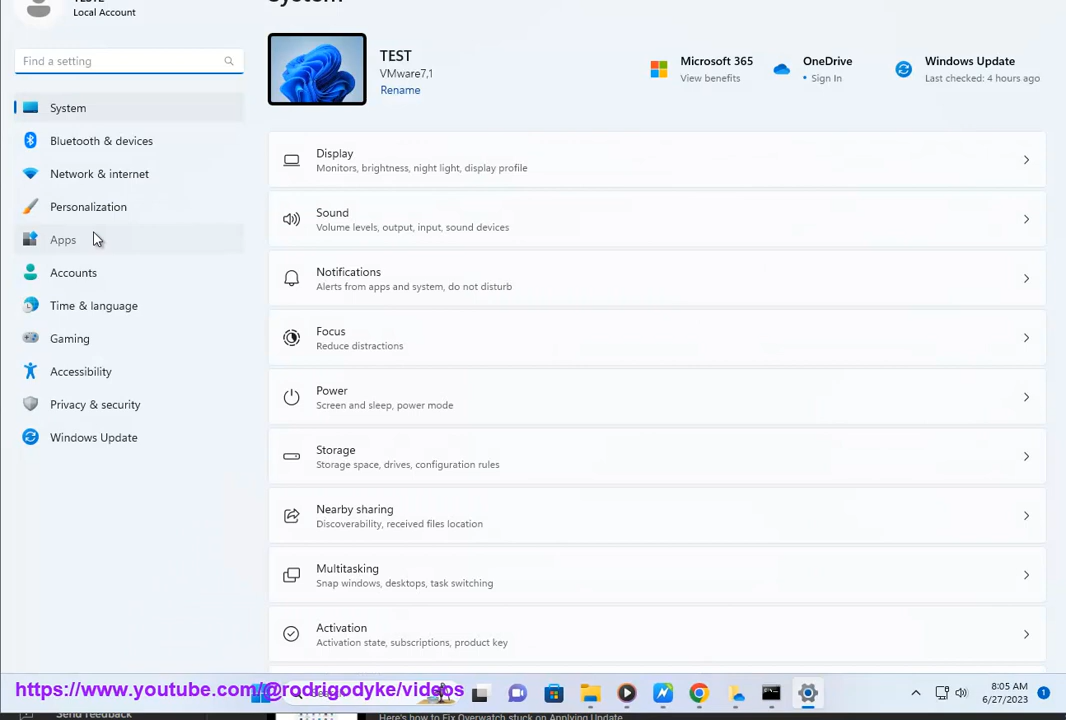 TESTE
Local Account
System
Find a setting
System
Bluetooth & devices
Network & internet
Personalization
Apps
Accounts
Time & language
Gaming
Accessibility
Privacy & security
Windows Update
TEST
VMware7,1
Rename
Microsoft 365
View benefits
OneDrive
• Sign In
Windows Update
Last checked: 4 hours ago
Display
Monitors, brightness, night light, display profile
Sound
Volume levels, output, input, sound devices
Notifications
Alerts from apps and system, do not disturb
Focus
Reduce distractions
Power
Screen and sleep, power mode
Storage
Storage space, drives, configuration rules
Nearby sharing
Discoverability, received files location
Multitasking
Snap windows, desktops, task switching
Activation
Activation state, subscriptions, product key
https://www.youtube.com/@rodrigodyke/videos
8:05 AM
6/27/2023
1
Send feedback
Here's how to Fix Overwatch stuck on Applying Update